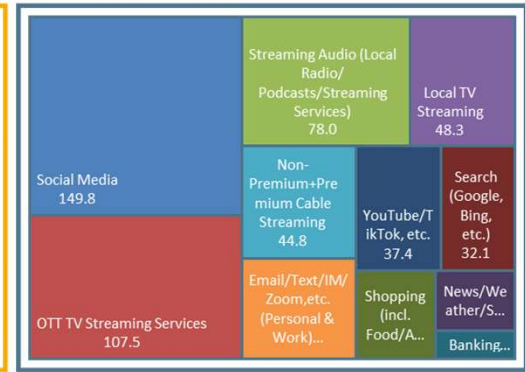 Social Media
149.8
OTT TV Streaming Services
107.5
Streaming Audio (Local
Radio/
Podcasts/Streaming
Services)
78.0
Local TV
Streaming
48.3
Non-
Premium+Pre
mium Cable
Streaming
44.8
YouTube/T
ikTok, etc.
37.4
Search
(Google,
Bing,
etc.)
32.1
Email/Text/IM/
Zoom,etc.
(Personal &
Work)...
Shopping
(incl.
Food/A...
News/We
ather/S...
Banking...